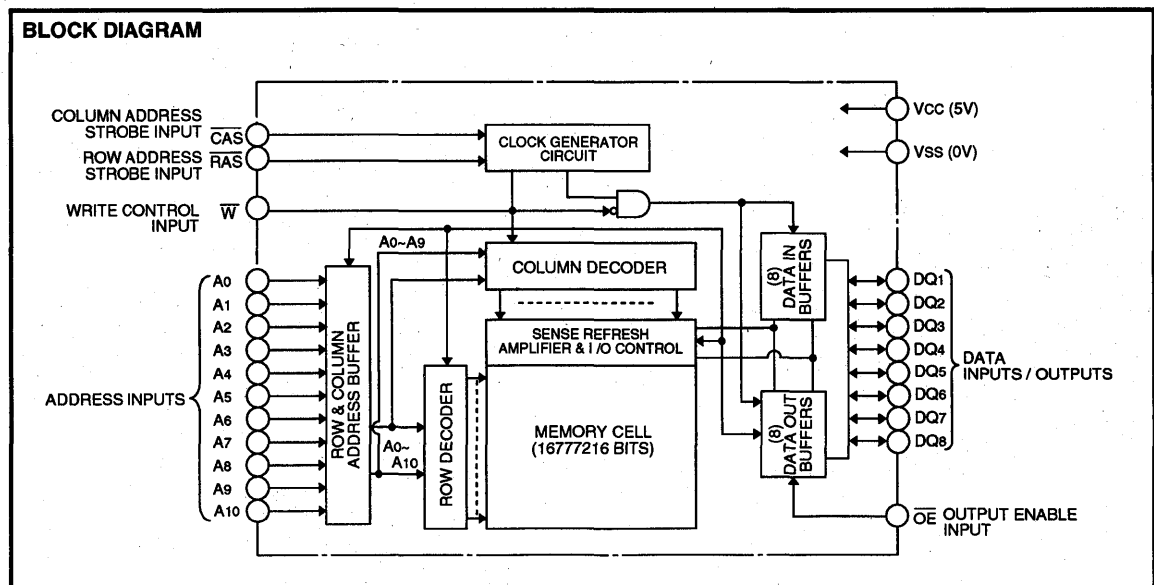 BLOCK DIAGRAM
COLUMN ADDRESS
STROBE INPUT
CAS
ROW ADDRESS
STROBE INPUT
RAS
WRITE CONTROL
INPUT
W
CLOCK GENERATOR
CIRCUIT
VCC (5V)
VSS (0V)
A0~A9
COLUMN DECODER
SENSE REFRESH
AMPLIFIER & I/O CONTROL
MEMORY CELL
(16777216 BITS)
ADDRESS INPUTS
A0
A1
A2
A3
A4
A5
A6
A7
A8
A9
A10
ROW & COLUMN
ADDRESS BUFFER
A0~
A10
ROW DECODER
(8)
DATA IN
BUFFERS
(8)
DATA OUT
BUFFERS
DQ1
DQ2
DQ3
DQ4
DQ5
DQ6
DQ7
DQ8
DATA
INPUTS / OUTPUTS
OE OUTPUT ENABLE
INPUT